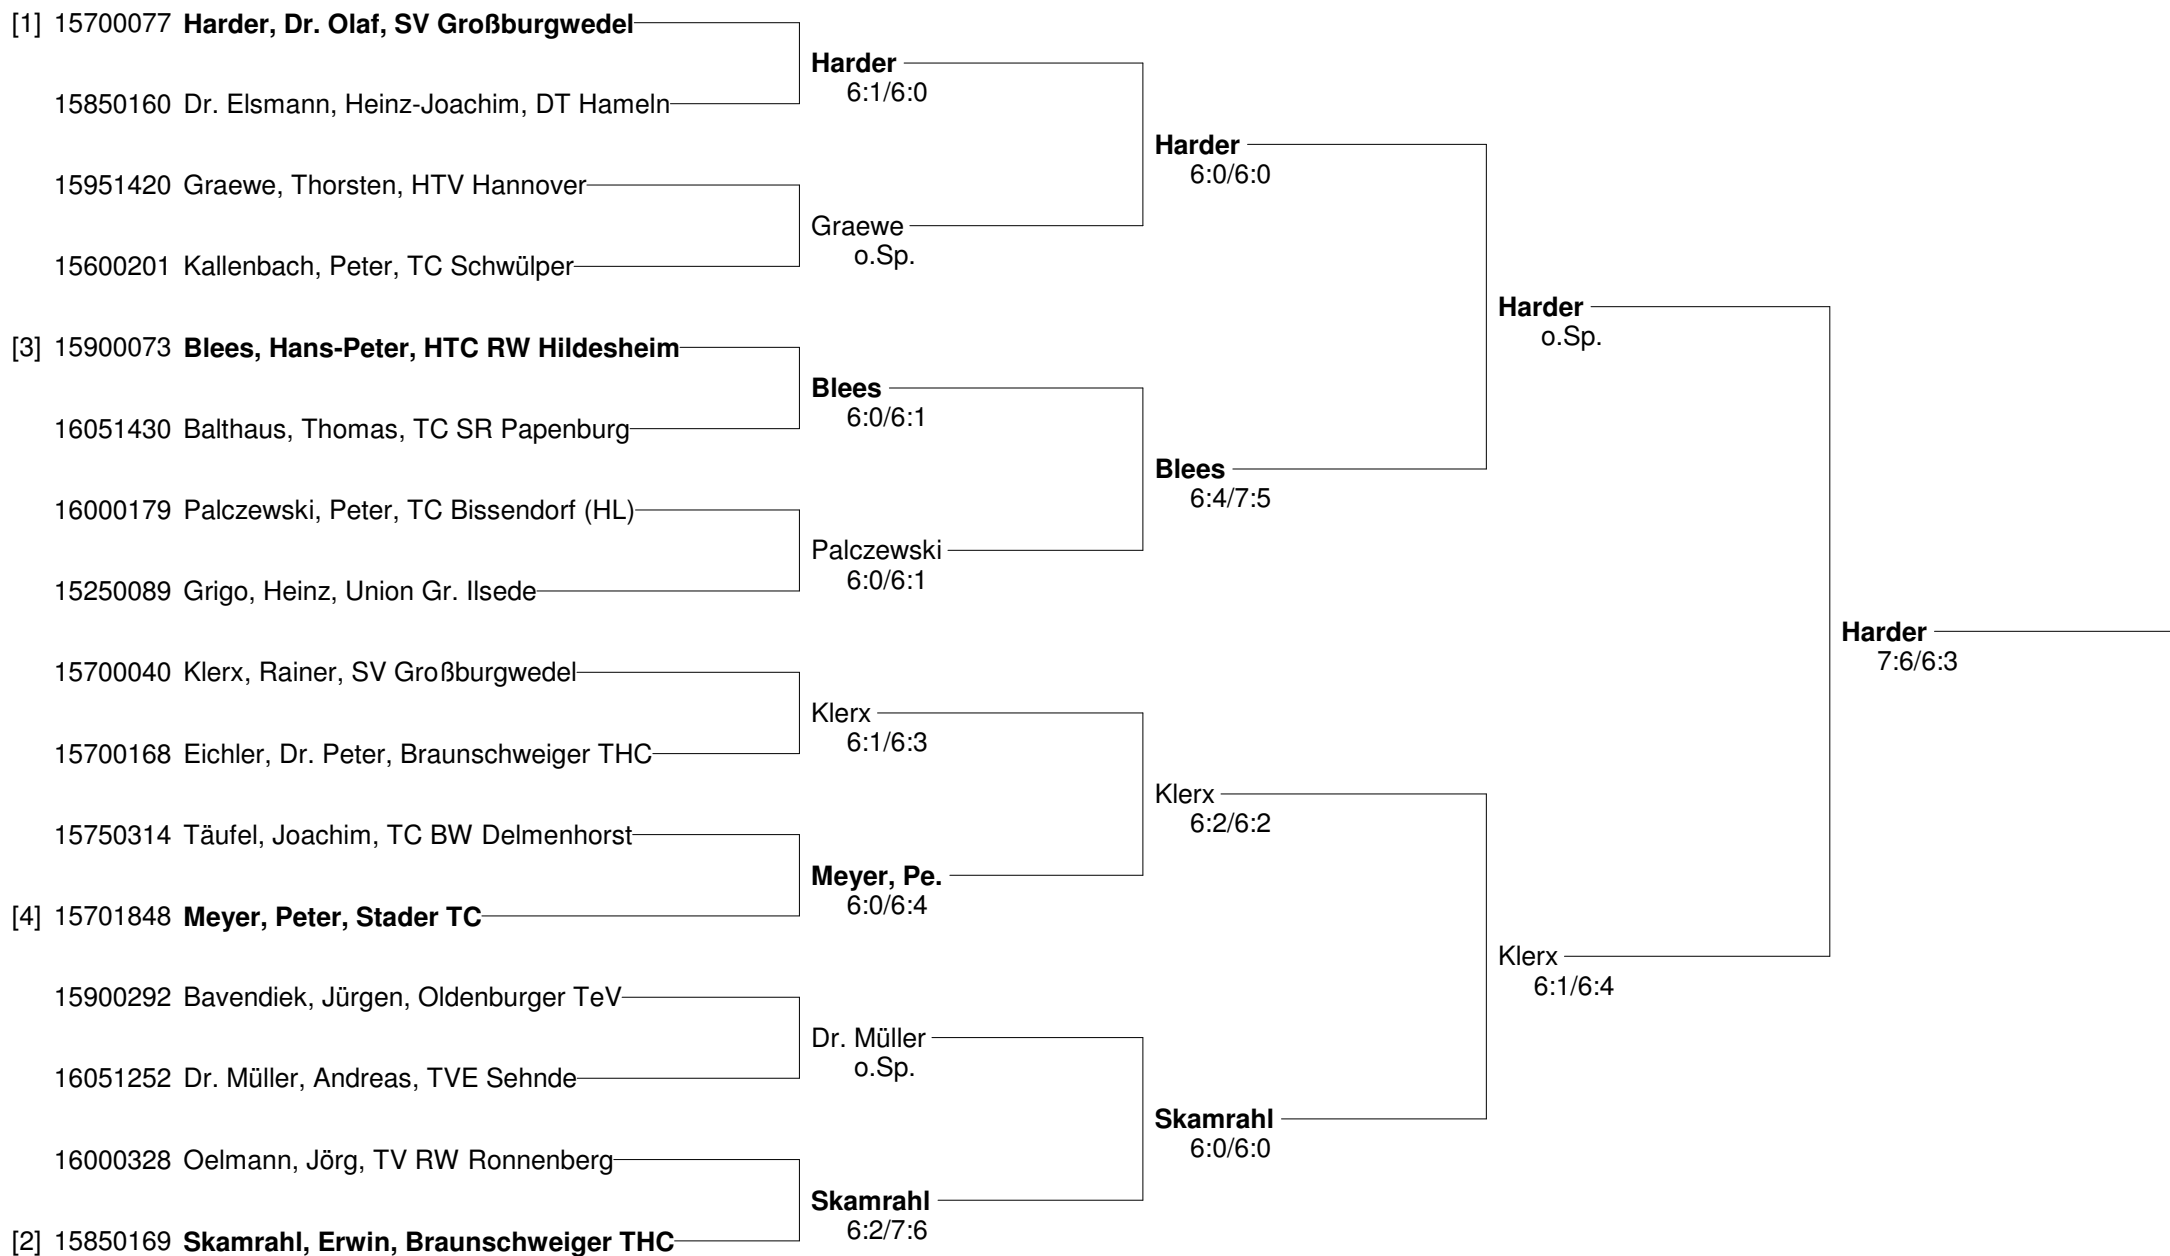 [1] 15700077 Harder, Dr. Olaf, SV Großburgwedel
Harder
6:1/6:0
15850160 Dr. Elsmann, Heinz-Joachim, DT Hameln
Harder
6:0/6:0
15951420 Graewe, Thorsten, HTV Hannover
Graewe
o.Sp.
15600201 Kallenbach, Peter, TC Schwülper
Harder
o.Sp.
[3] 15900073 Blees, Hans-Peter, HTC RW Hildesheim
Blees
6:0/6:1
16051430 Balthaus, Thomas, TC SR Papenburg
Blees
6:4/7:5
16000179 Palczewski, Peter, TC Bissendorf (HL)
Palczewski
6:0/6:1
15250089 Grigo, Heinz, Union Gr. Ilsede
Harder
7:6/6:3
15700040 Klerx, Rainer, SV Großburgwedel
Klerx
6:1/6:3
15700168 Eichler, Dr. Peter, Braunschweiger THC
Klerx
6:2/6:2
15750314 Täufel, Joachim, TC BW Delmenhorst
Meyer, Pe.
6:0/6:4
[4] 15701848 Meyer, Peter, Stader TC
Klerx
6:1/6:4
15900292 Bavendiek, Jürgen, Oldenburger TeV
Dr. Müller
o.Sp.
16051252 Dr. Müller, Andreas, TVE Sehnde
Skamrahl
6:0/6:0
16000328 Oelmann, Jörg, TV RW Ronnenberg
Skamrahl
6:2/7:6
[2] 15850169 Skamrahl, Erwin, Braunschweiger THC